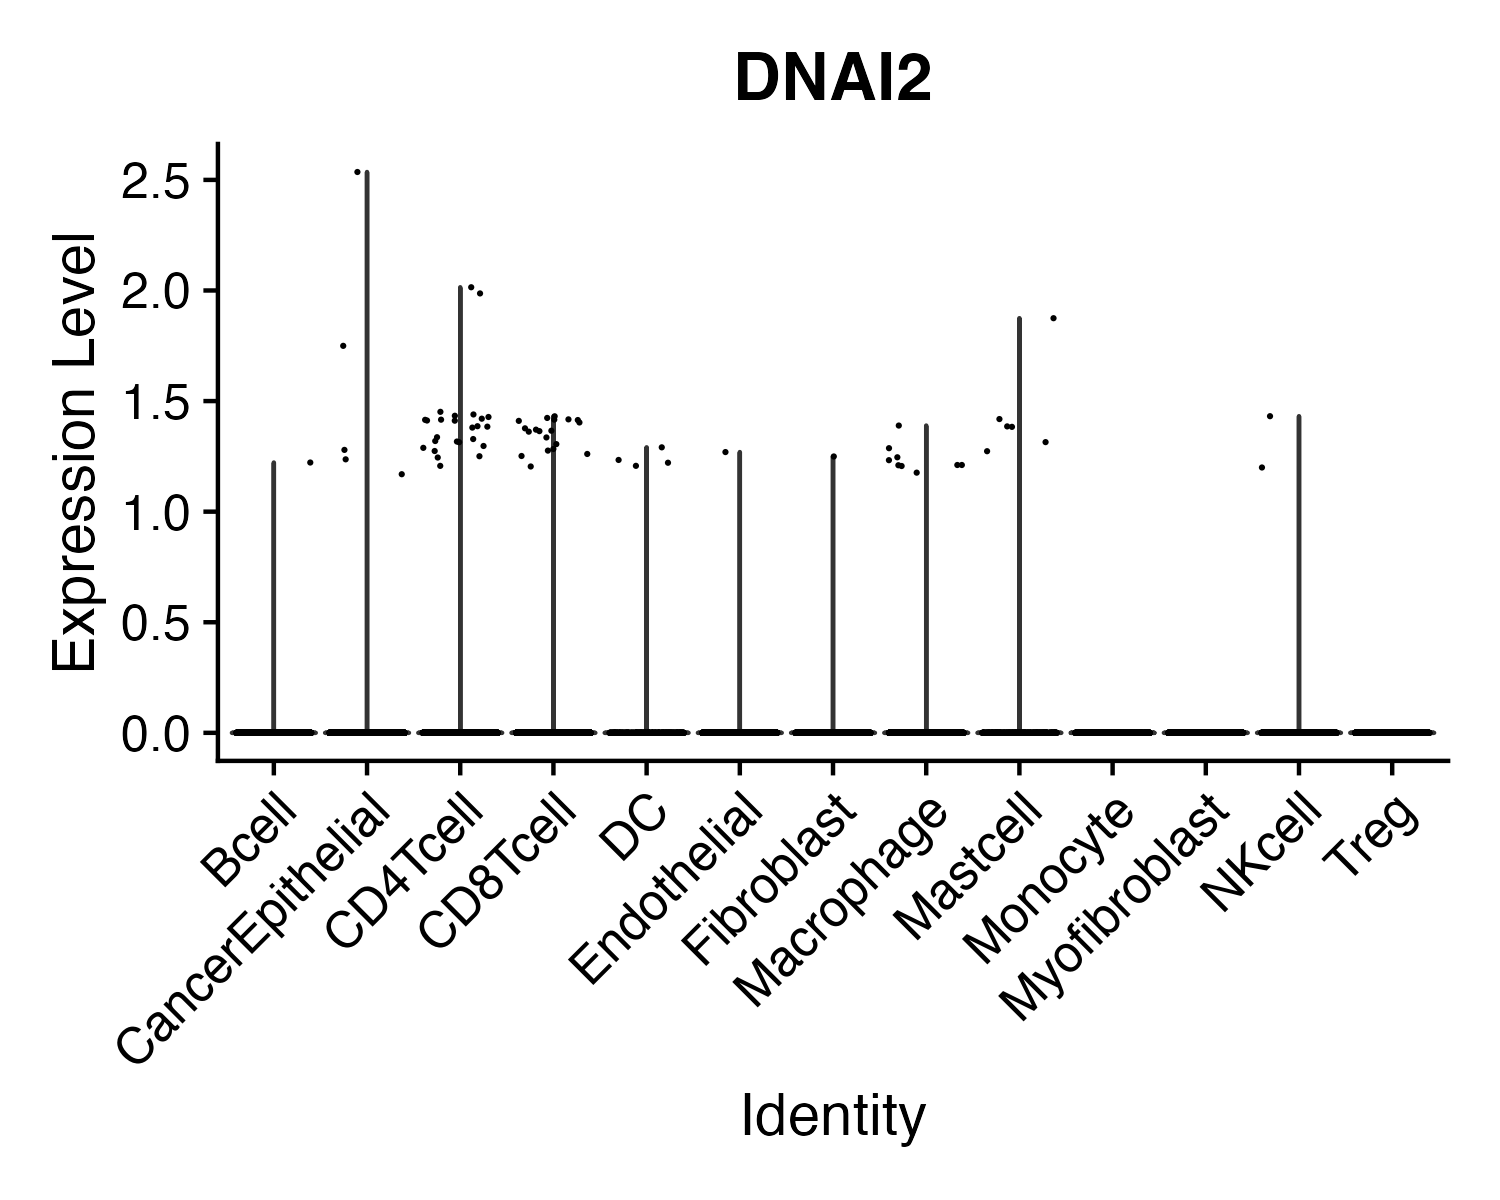 DNAI2
Expression Level
2.5
2.0
1.5
1.0
0.5
0.0
Bcell
CancerEpithelial
CD4Tcell
CD8Tcell
DC
Endothelial
Fibroblast
Macrophage
Mastcell
Monocyte
Myofibroblast
NKcell
Treg
Identity